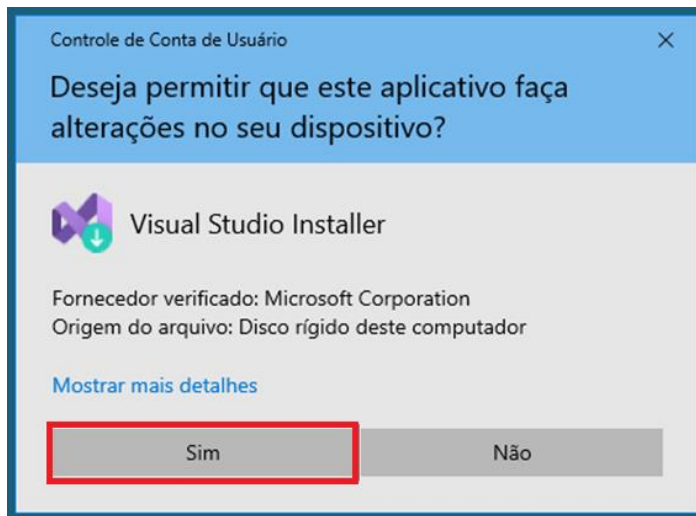 Controle de Conta de Usuário
Deseja permitir que este aplicativo faça
alterações no seu dispositivo?
Visual Studio Installer
Fornecedor verificado: Microsoft Corporation
Origem do arquivo: Disco rígido deste computador
Mostrar mais detalhes
Sim
Não